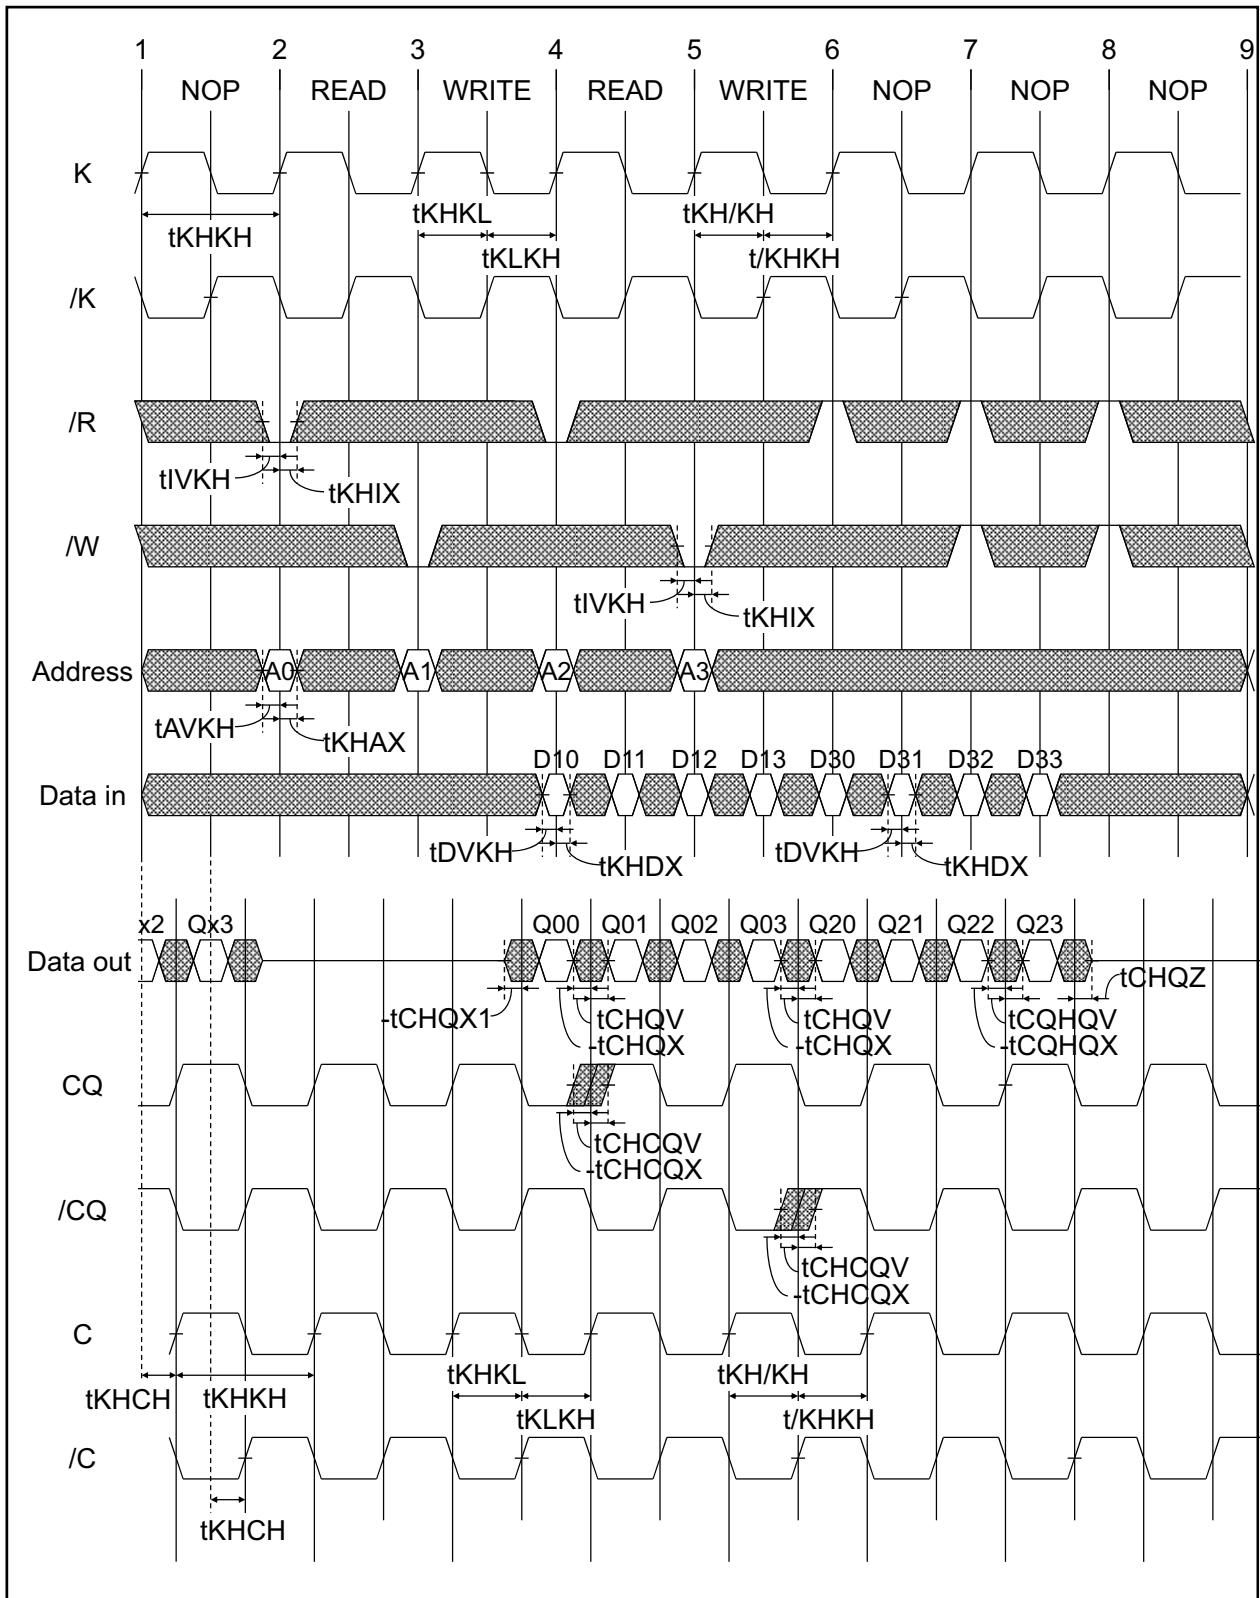 1 2 3 4 5 6 7 8 9
NOP READ WRITE READ WRITE NOP NOP NOP
K
tKHKH
tKHKL
tKH/KH
tKLKH
t/KHKH
/K
/R
tIVKH
tKHIX
/W
tIVKH
tKHIX
Address A0 A1 A2 A3
tAVKH
tKHAX
D10 D11 D12 D13 D30 D31 D32 D33
Data in
tDVKH
tKHDX
tDVKH
tKHDX
x2 Qx3 Q00 Q01 Q02 Q03 Q20 Q21 Q22 Q23
Data out
tCHQZ
-tCHQX1
tCHQV
tCHQV
tCQHQV
-tCHQX
-tCHQX
-tCQHQX
CQ
tCHCQV
-tCHCQX
/CQ
tCHCQV
-tCHCQX
C
tKHCH
tKHKH
tKHKL
tKH/KH
tKLKH
t/KHKH
/C
tKHCH